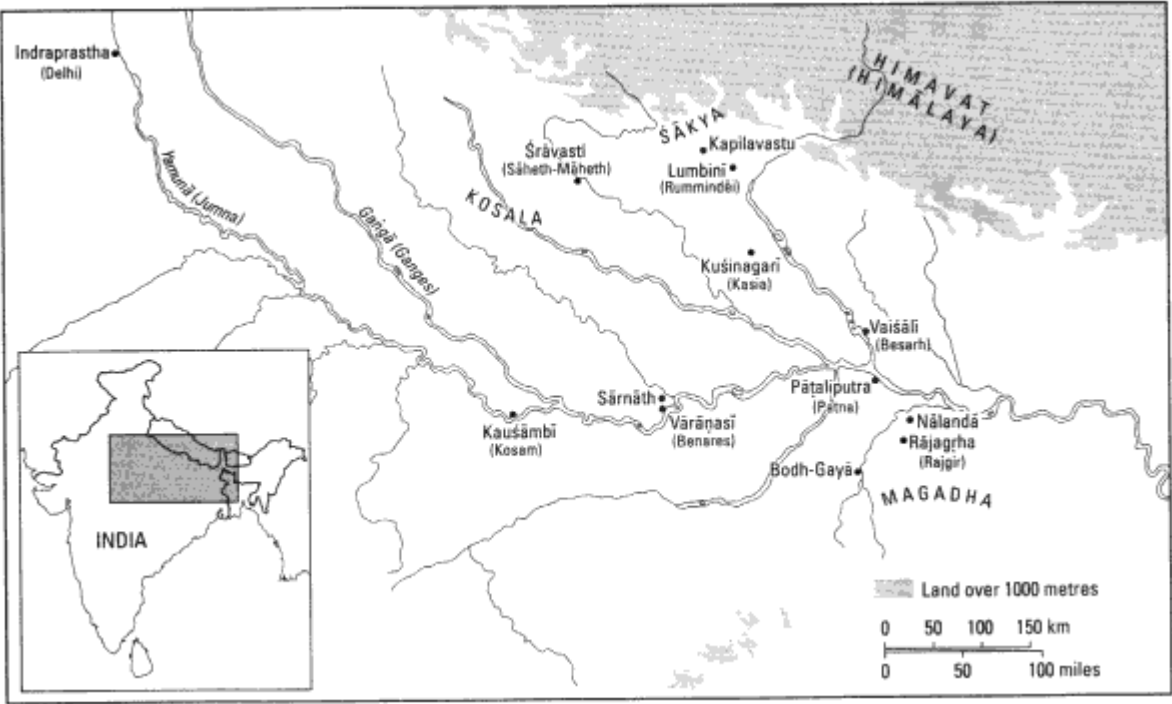 Indraprastha
(Delhi)
HIMAVAT
(HIMĀLAYA)
ŚĀKYA
Kapilavastu
Śrāvastī
(Sāheth-Māheth)
Lumbinī
(Rummindēi)
Yamunā (Jumna)
KOSALA
Gaṅgā (Ganges)
Kuśinagarī
(Kasia)
Vaiśālī
(Besarh)
Sārnāth
Pāṭaliputra
(Patna)
Kauśāmbī
(Kosam)
Vārāṇasī
(Benares)
Nālandā
Rājagṛha
(Rajgir)
Bodh-Gayā
MAGADHA
INDIA
Land over 1000 metres
0 50 100 150 km
0 50 100 miles